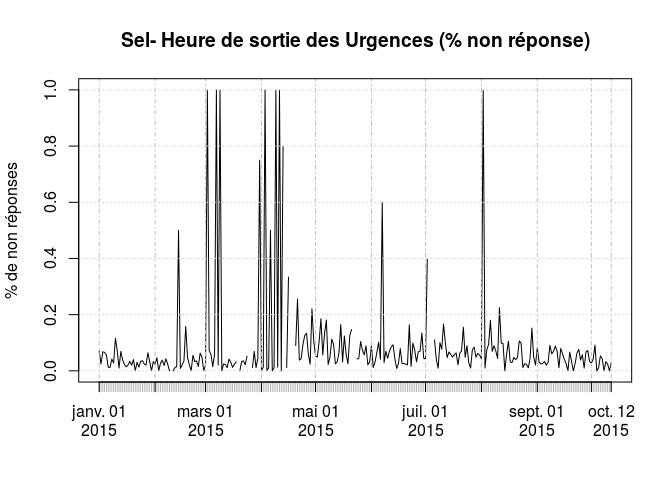 Sel- Heure de sortie des Urgences (% non réponse)
% de non réponses
1.0
0.8
0.6
0.4
0.2
0.0
janv. 01 mars 01 mai 01 juil. 01 sept. 01 oct. 12
2015 2015 2015 2015 2015 2015